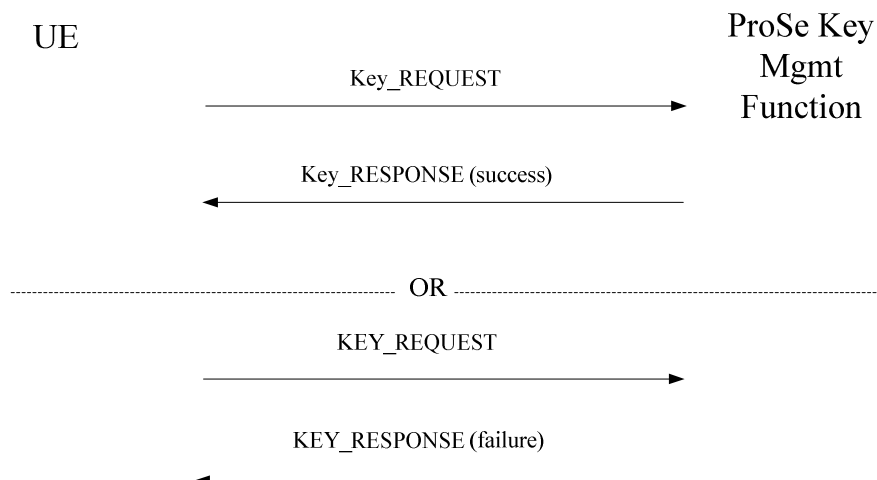 UE
ProSe Key
Mgmt
Function
Key_REQUEST
Key_RESPONSE (success)
OR
KEY_REQUEST
KEY_RESPONSE (failure)